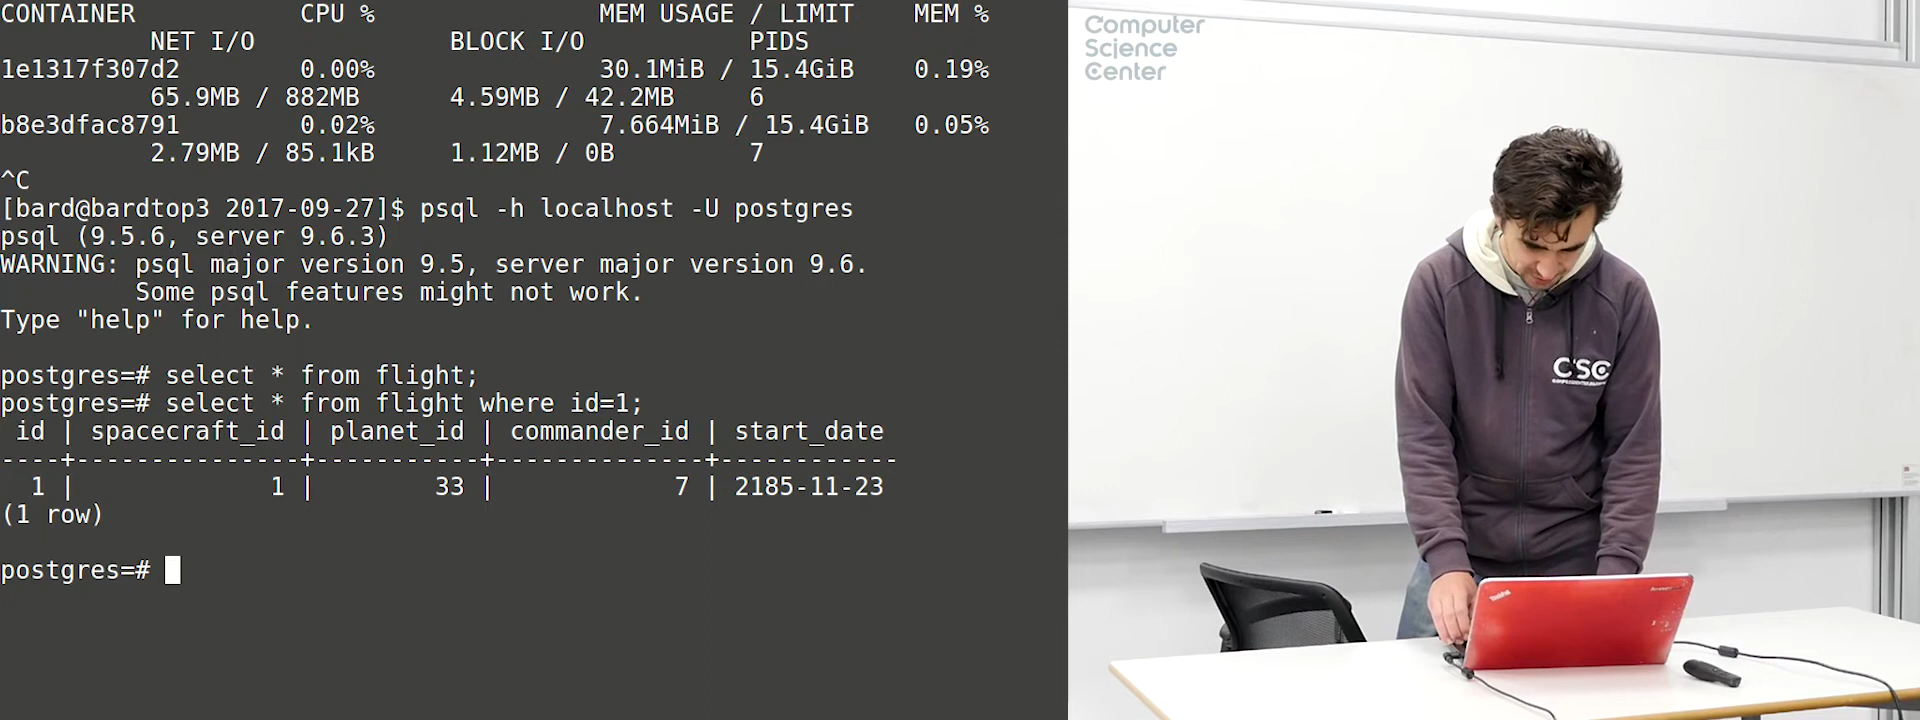 CONTAINER CPU % MEM USAGE / LIMIT MEM %
NET I/O BLOCK I/O PIDS
1e1317f307d2 0.00% 30.1MiB / 15.4GiB 0.19%
65.9MB / 882MB 4.59MB / 42.2MB 6
b8e3dfac8791 0.02% 7.664MiB / 15.4GiB 0.05%
2.79MB / 85.1kB 1.12MB / 0B 7
^C
[bard@bardtop3 2017-09-27]$ psql -h localhost -U postgres
psql (9.5.6, server 9.6.3)
WARNING: psql major version 9.5, server major version 9.6.
Some psql features might not work.
Type "help" for help.
postgres=# select * from flight;
postgres=# select * from flight where id=1;
id | spacecraft_id | planet_id | commander_id | start_date
----+---------------+-----------+--------------+------------
1 | 1 | 33 | 7 | 2185-11-23
(1 row)
postgres=#
Computer
Science
Center
CSC
ThinkPad